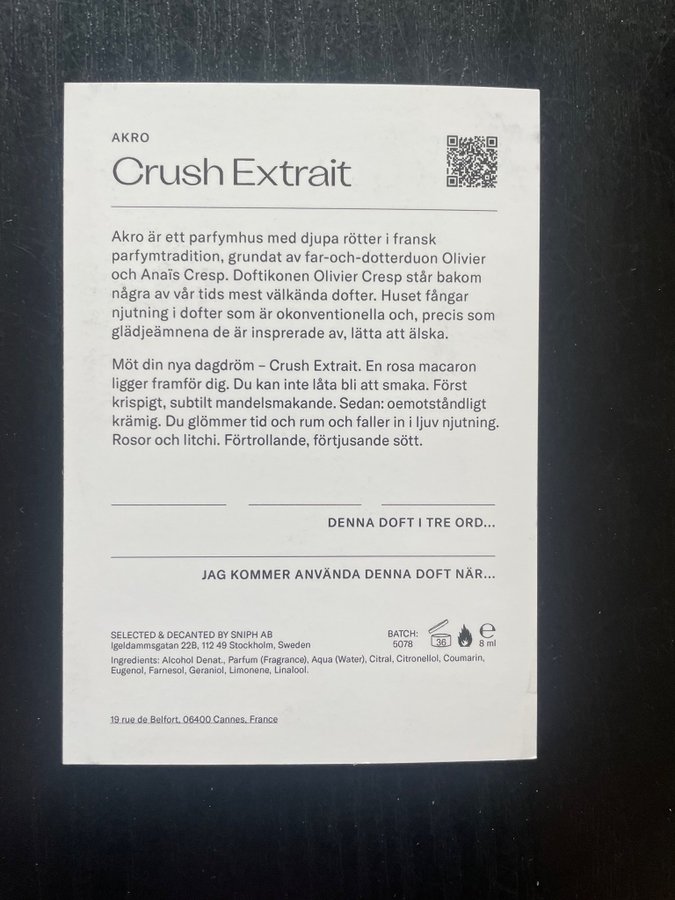 AKRO
Crush Extrait
Akro är ett parfymhus med djupa rötter i fransk
parfymtradition, grundat av far-och-dotterduon Olivier
och Anaïs Cresp. Doftikonen Olivier Cresp står bakom
några av vår tids mest välkända dofter. Huset fångar
njutning i dofter som är okonventionella och, precis som
glädjeämnena de är insprerade av, lätta att älska.
Möt din nya dagdröm – Crush Extrait. En rosa macaron
ligger framför dig. Du kan inte låta bli att smaka. Först
krispigt, subtilt mandelsmakande. Sedan: oemotståndligt
krämig. Du glömmer tid och rum och faller in i ljuv njutning.
Rosor och litchi. Förtrollande, förtjusande sött.
DENNA DOFT I TRE ORD...
JAG KOMMER ANVÄNDA DENNA DOFT NÄR...
SELECTED & DECANTED BY SNIPH AB
Igeldammsgatan 22B, 112 49 Stockholm, Sweden
BATCH:
5078
36
℮
8 ml
Ingredients: Alcohol Denat., Parfum (Fragrance), Aqua (Water), Citral, Citronellol, Coumarin,
Eugenol, Farnesol, Geraniol, Limonene, Linalool.
19 rue de Belfort, 06400 Cannes, France